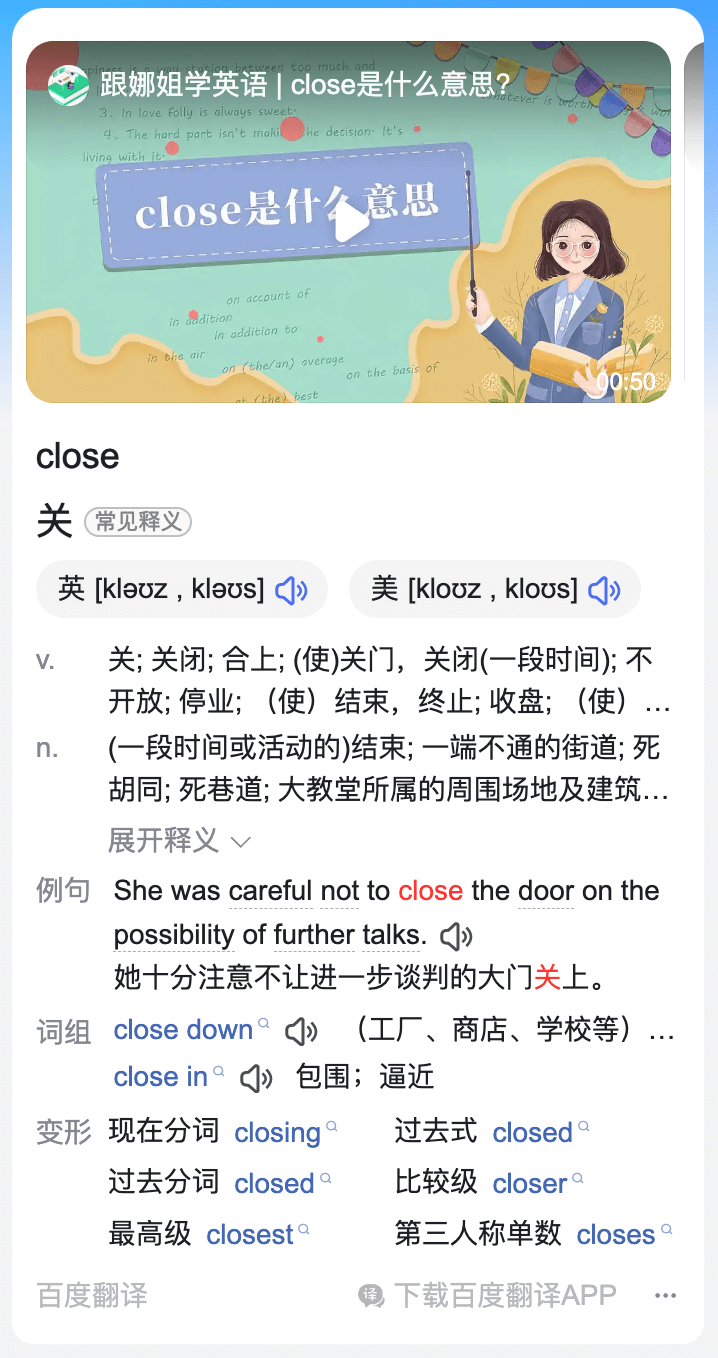 跟娜姐学英语 | close是什么意思?
3、In love folly is always sweet.
living with it.
close是什么意思
on account of
in addition
in addition to
in the air
on (the/an) average
on the basis of
at (the) best
00:50
close
关 常见释义
英 [kləʊz , kləʊs] 美 [kloʊz , kloʊs]
v. 关; 关闭; 合上; (使)关门，关闭(一段时间); 不
开放; 停业; （使）结束，终止; 收盘; （使）…
n. (一段时间或活动的)结束; 一端不通的街道; 死
胡同; 死巷道; 大教堂所属的周围场地及建筑…
展开释义
例句 She was careful not to close the door on the
possibility of further talks.
她十分注意不让进一步谈判的大门关上。
词组 close down （工厂、商店、学校等）…
close in 包围；逼近
变形 现在分词 closing 过去式 closed
过去分词 closed 比较级 closer
最高级 closest 第三人称单数 closes
百度翻译 译 下载百度翻译APP ···